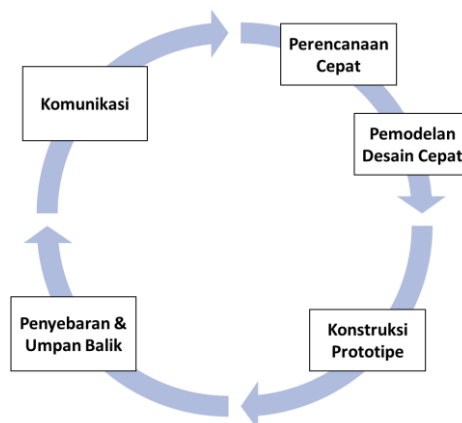 Perencanaan
Cepat
Pemodelan
Desain Cepat
Konstruksi
Prototipe
Penyebaran &
Umpan Balik
Komunikasi